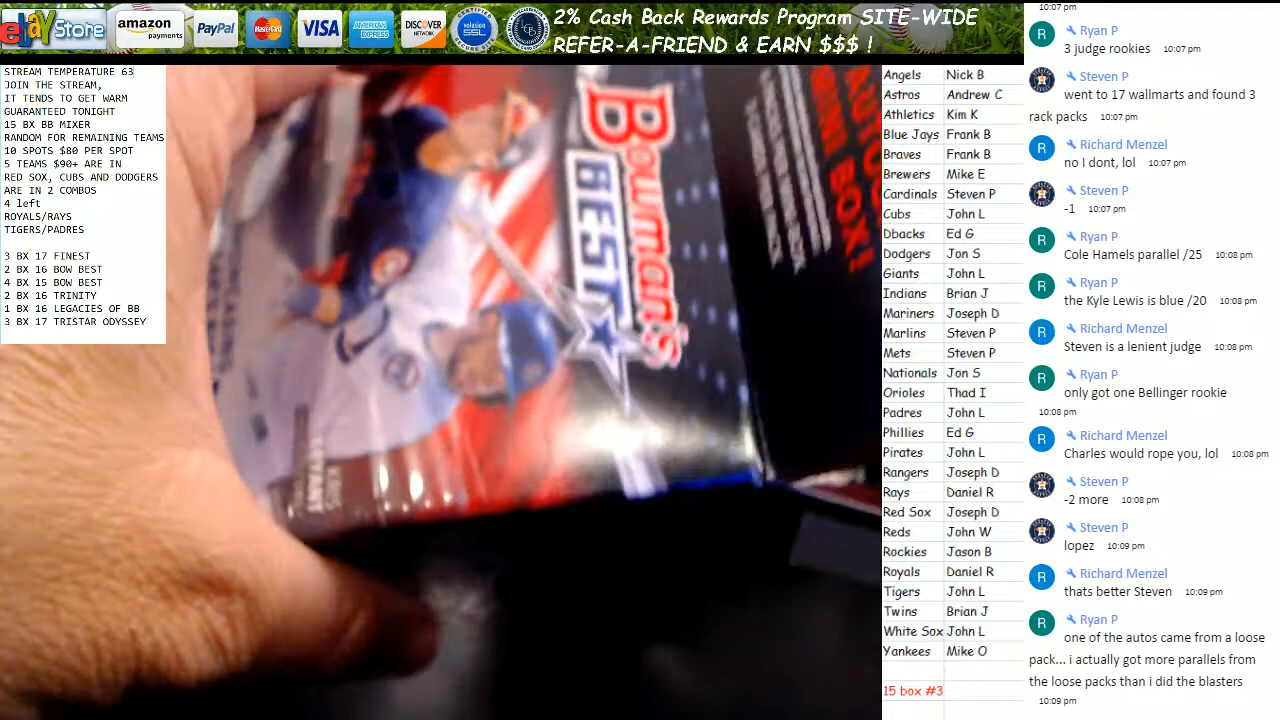 ebay Store
amazon payments
PayPal
MasterCard
VISA
AMERICAN EXPRESS
DISCOVER NETWORK
volusion
2% Cash Back Rewards Program SITE-WIDE
REFER-A-FRIEND & EARN $$$ !
STREAM TEMPERATURE 63
JOIN THE STREAM,
IT TENDS TO GET WARM
GUARANTEED TONIGHT
15 BX BB MIXER
RANDOM FOR REMAINING TEAMS
10 SPOTS $80 PER SPOT
5 TEAMS $90+ ARE IN
RED SOX, CUBS AND DODGERS
ARE IN 2 COMBOS
4 left
ROYALS/RAYS
TIGERS/PADRES
3 BX 17 FINEST
2 BX 16 BOW BEST
4 BX 15 BOW BEST
2 BX 16 TRINITY
1 BX 16 LEGACIES OF BB
3 BX 17 TRISTAR ODYSSEY
Bowman's
BEST
MINI BOX!
Angels Nick B
Astros Andrew C
Athletics Kim K
Blue Jays Frank B
Braves Frank B
Brewers Mike E
Cardinals Steven P
Cubs John L
Dbacks Ed G
Dodgers Jon S
Giants John L
Indians Brian J
Mariners Joseph D
Marlins Steven P
Mets Steven P
Nationals Jon S
Orioles Thad I
Padres John L
Phillies Ed G
Pirates John L
Rangers Joseph D
Rays Daniel R
Red Sox Joseph D
Reds John W
Rockies Jason B
Royals Daniel R
Tigers John L
Twins Brian J
White Sox John L
Yankees Mike O
15 box #3
10:07 pm
R Ryan P
3 judge rookies 10:07 pm
Steven P
went to 17 wallmarts and found 3
rack packs 10:07 pm
R Richard Menzel
no I dont, lol 10:07 pm
Steven P
-1 10:07 pm
R Ryan P
Cole Hamels parallel /25 10:08 pm
R Ryan P
the Kyle Lewis is blue /20 10:08 pm
R Richard Menzel
Steven is a lenient judge 10:08 pm
R Ryan P
only got one Bellinger rookie
10:08 pm
R Richard Menzel
Charles would rope you, lol 10:08 pm
Steven P
-2 more 10:08 pm
Steven P
lopez 10:09 pm
R Richard Menzel
thats better Steven 10:09 pm
R Ryan P
one of the autos came from a loose
pack... i actually got more parallels from
the loose packs than i did the blasters
10:09 pm